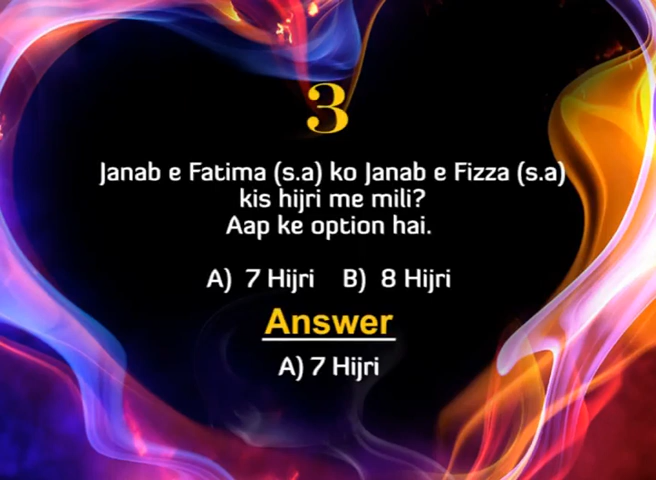 3
Janab e Fatima (s.a) ko Janab e Fizza (s.a)
kis hijri me mili?
Aap ke option hai.
A) 7 Hijri B) 8 Hijri
Answer
A) 7 Hijri